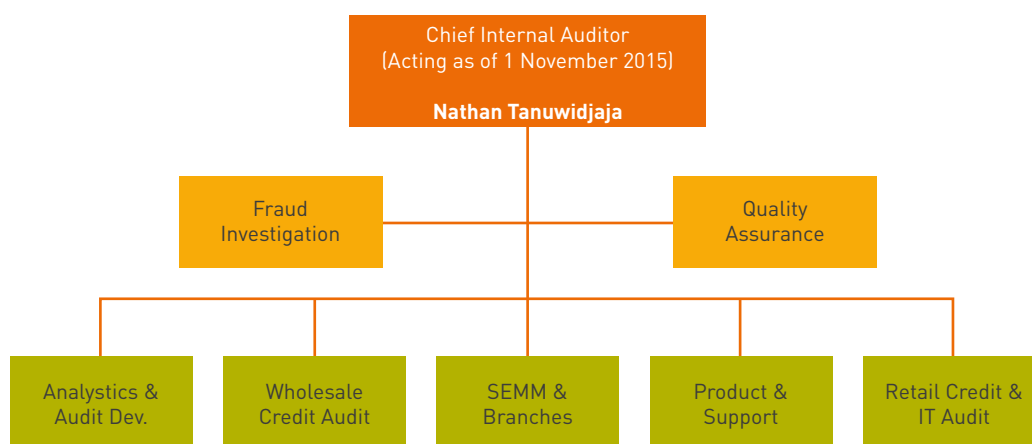 Chief Internal Auditor
(Acting as of 1 November 2015)
Nathan Tanuwidjaja
Fraud
Investigation
Quality
Assurance
Analystics &
Audit Dev.
Wholesale
Credit Audit
SEMM &
Branches
Product &
Support
Retail Credit &
IT Audit